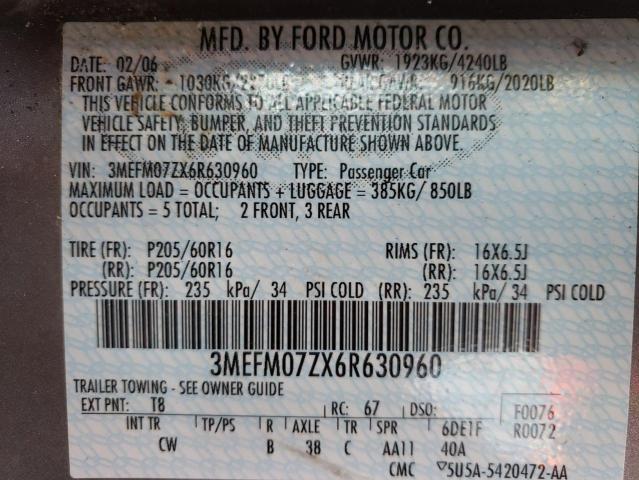 MFD. BY FORD MOTOR CO.
DATE: 02/06 GVWR: 1923KG/4240LB
FRONT GAWR: 1030KG/ 916KG/2020LB
THIS VEHICLE CONFORMS TO ALL APPLICABLE FEDERAL MOTOR
VEHICLE SAFETY, BUMPER, AND THEFT PREVENTION STANDARDS
IN EFFECT ON THE DATE OF MANUFACTURE SHOWN ABOVE.
VIN: 3MEFM07ZX6R630960 TYPE: Passenger Car
MAXIMUM LOAD = OCCUPANTS + LUGGAGE = 385KG/ 850LB
OCCUPANTS = 5 TOTAL; 2 FRONT, 3 REAR
TIRE (FR): P205/60R16 RIMS (FR): 16X6.5J
(RR): P205/60R16 (RR): 16X6.5J
PRESSURE (FR): 235 kPa/ 34 PSI COLD (RR): 235 kPa/ 34 PSI COLD
3MEFM07ZX6R630960
TRAILER TOWING - SEE OWNER GUIDE
EXT PNT: T8 RC: 67 DSO: F0076
INT TR TP/PS R AXLE TR SPR 6DE1F R0072
CW B 38 C AA11 40A
CMC 5U5A-5420472-AA